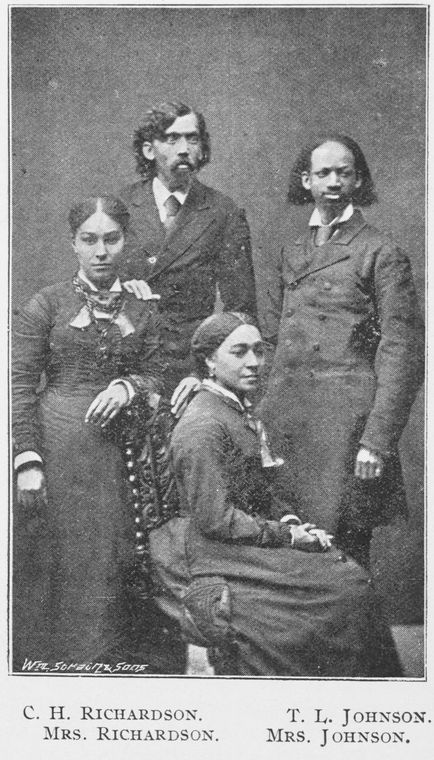 C. H. RICHARDSON. T. L. JOHNSON.
MRS. RICHARDSON. MRS. JOHNSON.